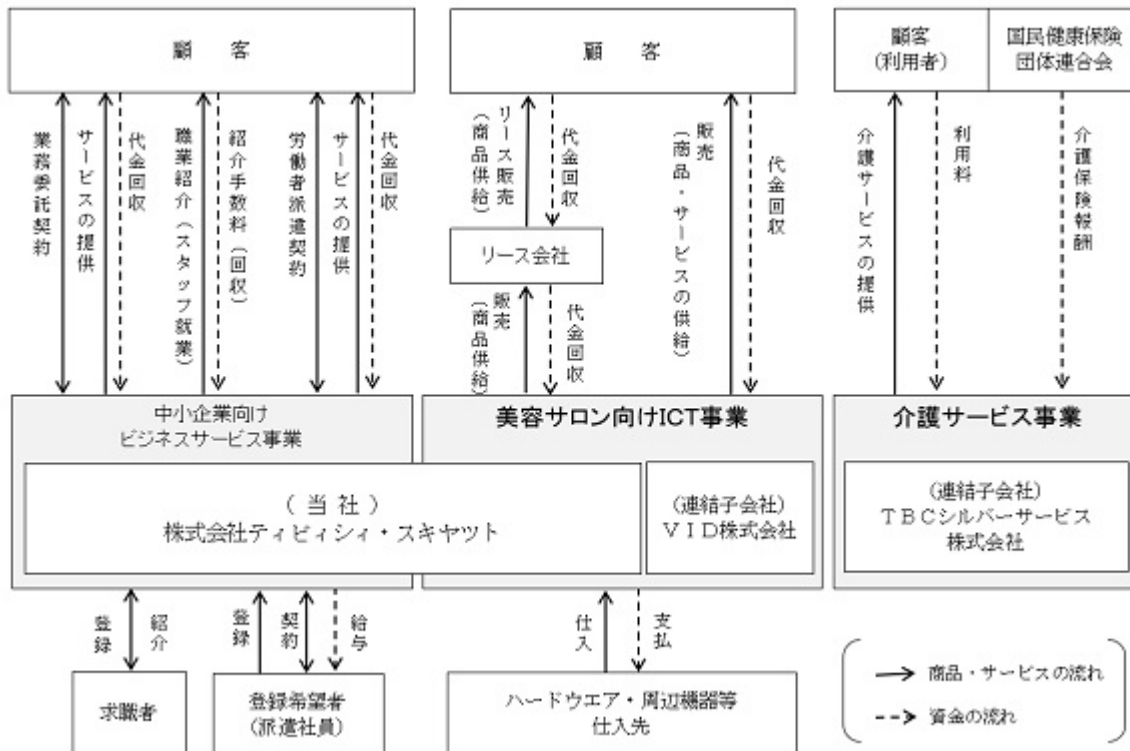 顧 客
顧 客
顧客
(利用者)
国民健康保険
団体連合会
業務委託契約
サービスの提供
代金回収
職業紹介(スタッフ就業)
紹介手数料(回収)
労働者派遣契約
サービスの提供
代金回収
リース販売
(商品供給)
代金回収
販売
(商品・サービスの供給)
代金回収
介護サービスの提供
利用料
介護保険報酬
リース会社
販売
(商品供給)
代金回収
中小企業向け
ビジネスサービス事業
美容サロン向けICT事業
介護サービス事業
(当社)
株式会社ティビィシィ・スキヤツト
(連結子会社)
VID株式会社
(連結子会社)
TBCシルバーサービス
株式会社
登録
紹介
登録
契約
給与
仕入
支払
求職者
登録希望者
(派遣社員)
ハードウエア・周辺機器等
仕入先
商品・サービスの流れ
資金の流れ